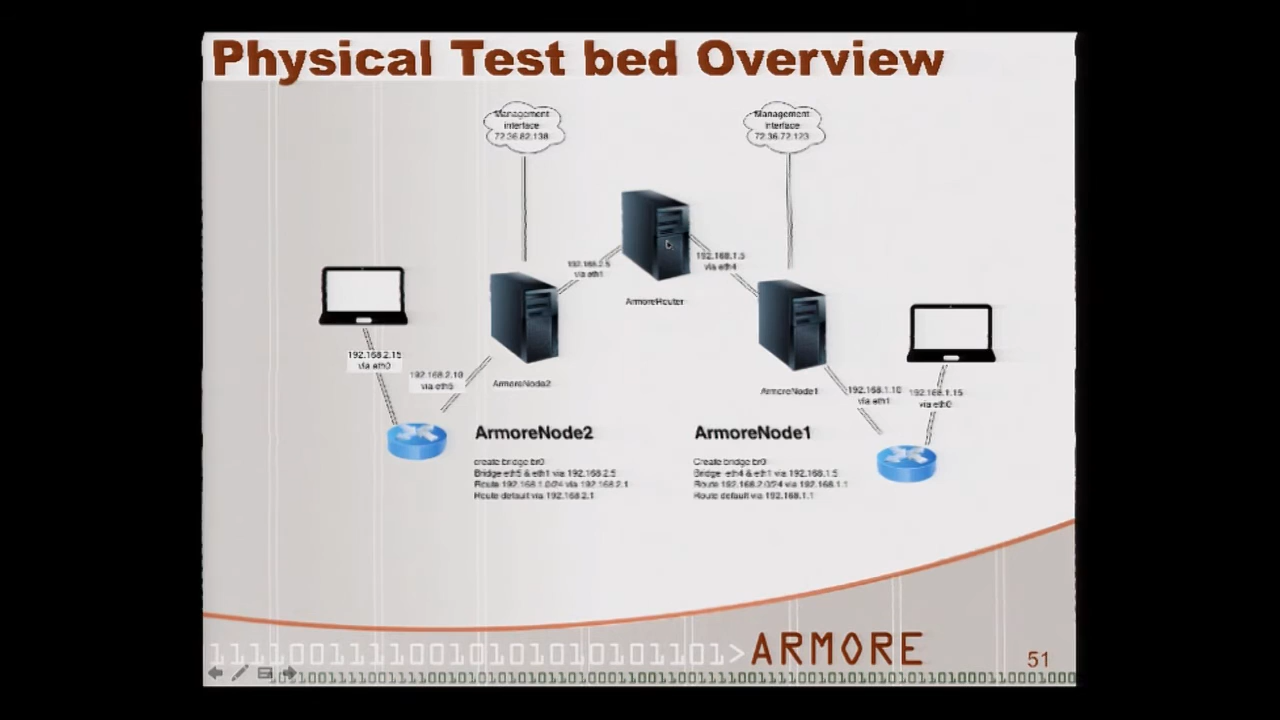 Physical Test bed Overview
Management
interface
72.36.82.138
Management
interface
72.36.72.123
192.168.2.5
via eth1
192.168.1.5
via eth4
ArmoreRouter
192.168.2.15
via eth0
192.168.2.10
via eth5
ArmoreNode2
ArmoreNode1
192.168.1.10
via eth1
192.168.1.15
via eth0
ArmoreNode2
create bridge br0
Bridge eth5 & eth1 via 192.168.2.5
Route 192.168.1.0/24 via 192.168.2.1
Route default via 192.168.2.1
ArmoreNode1
Create bridge br0
Bridge eth4 & eth1 via 192.168.1.5
Route 192.168.2.0/24 via 192.168.1.1
Route default via 192.168.1.1
ARMORE
51